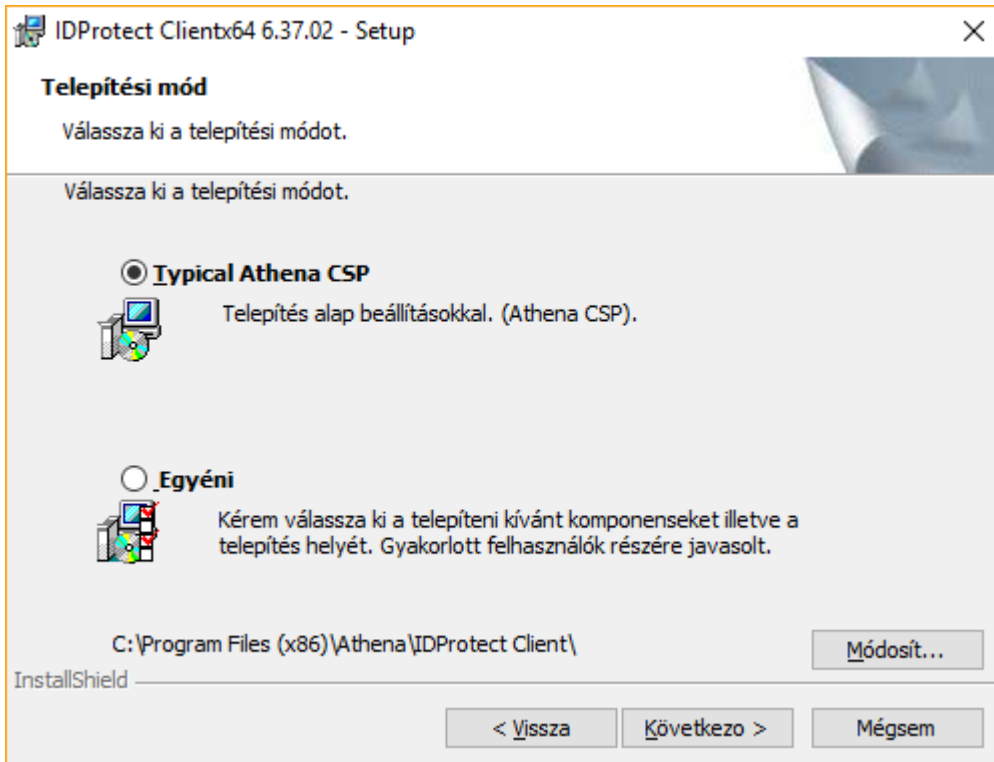 IDProtect Clientx64 6.37.02 - Setup
Telepítési mód
Válassza ki a telepítési módot.
Válassza ki a telepítési módot.
Typical Athena CSP
Telepítés alap beállításokkal. (Athena CSP).
Egyéni
Kérem válassza ki a telepíteni kívánt komponenseket illetve a
telepítés helyét. Gyakorlott felhasználók részére javasolt.
C:\Program Files (x86)\Athena\IDProtect Client\
Módosít...
InstallShield
< Vissza
Következo >
Mégsem